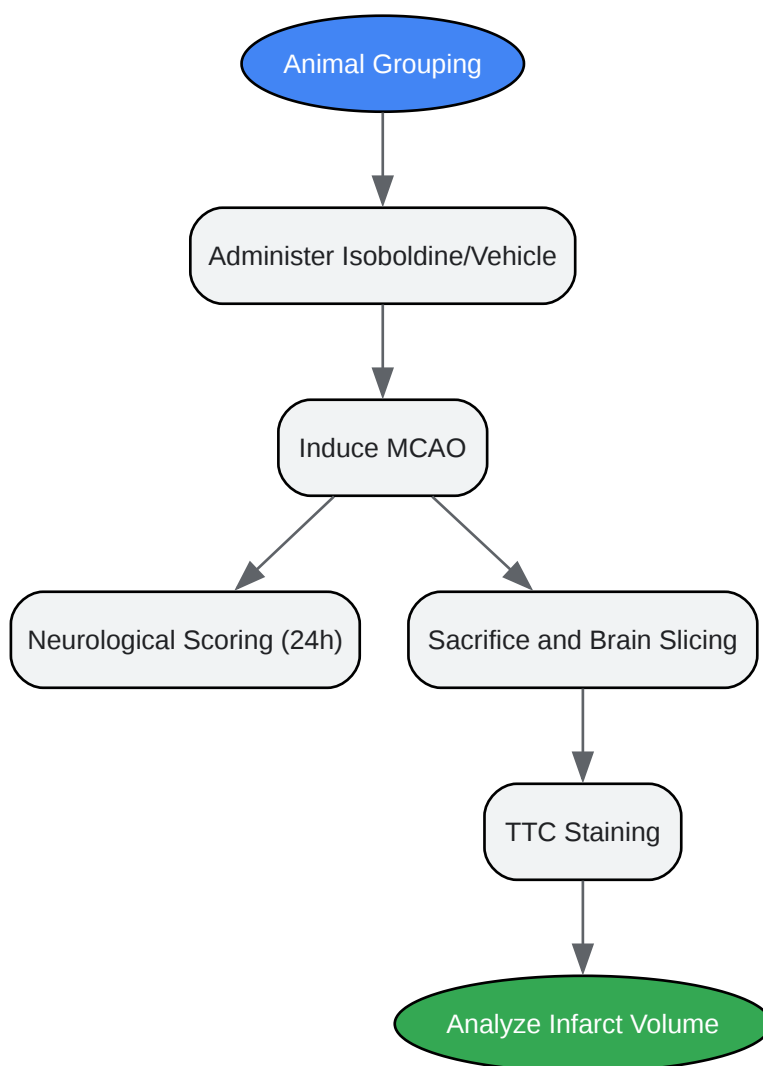 Animal Grouping
Administer Isoboldine/Vehicle
Induce MCAO
Neurological Scoring (24h)
Sacrifice and Brain Slicing
TTC Staining
Analyze Infarct Volume